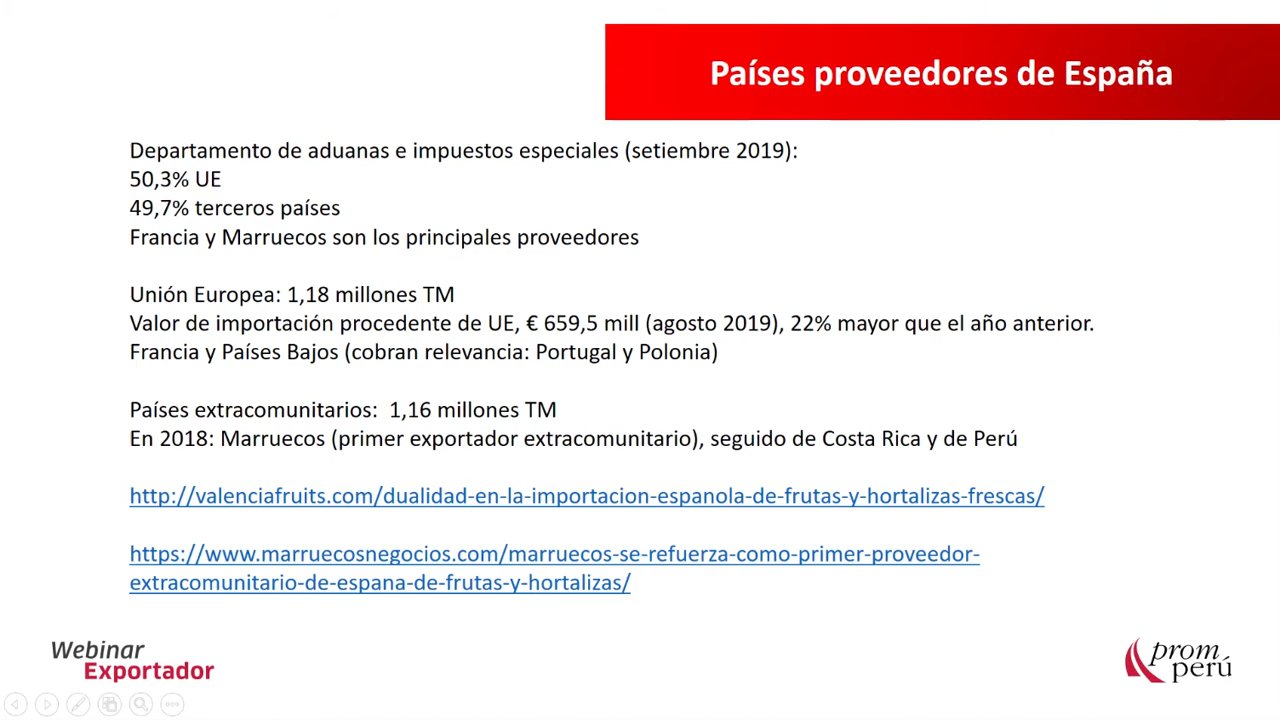 Países proveedores de España
Departamento de aduanas e impuestos especiales (setiembre 2019):
50,3% UE
49,7% terceros países
Francia y Marruecos son los principales proveedores
Unión Europea: 1,18 millones TM
Valor de importación procedente de UE, € 659,5 mill (agosto 2019), 22% mayor que el año anterior.
Francia y Países Bajos (cobran relevancia: Portugal y Polonia)
Países extracomunitarios:  1,16 millones TM
En 2018: Marruecos (primer exportador extracomunitario), seguido de Costa Rica y de Perú
http://valenciafruits.com/dualidad-en-la-importacion-espanola-de-frutas-y-hortalizas-frescas/
https://www.marruecosnegocios.com/marruecos-se-refuerza-como-primer-proveedor-
extracomunitario-de-espana-de-frutas-y-hortalizas/
Webinar
Exportador
prom
perú